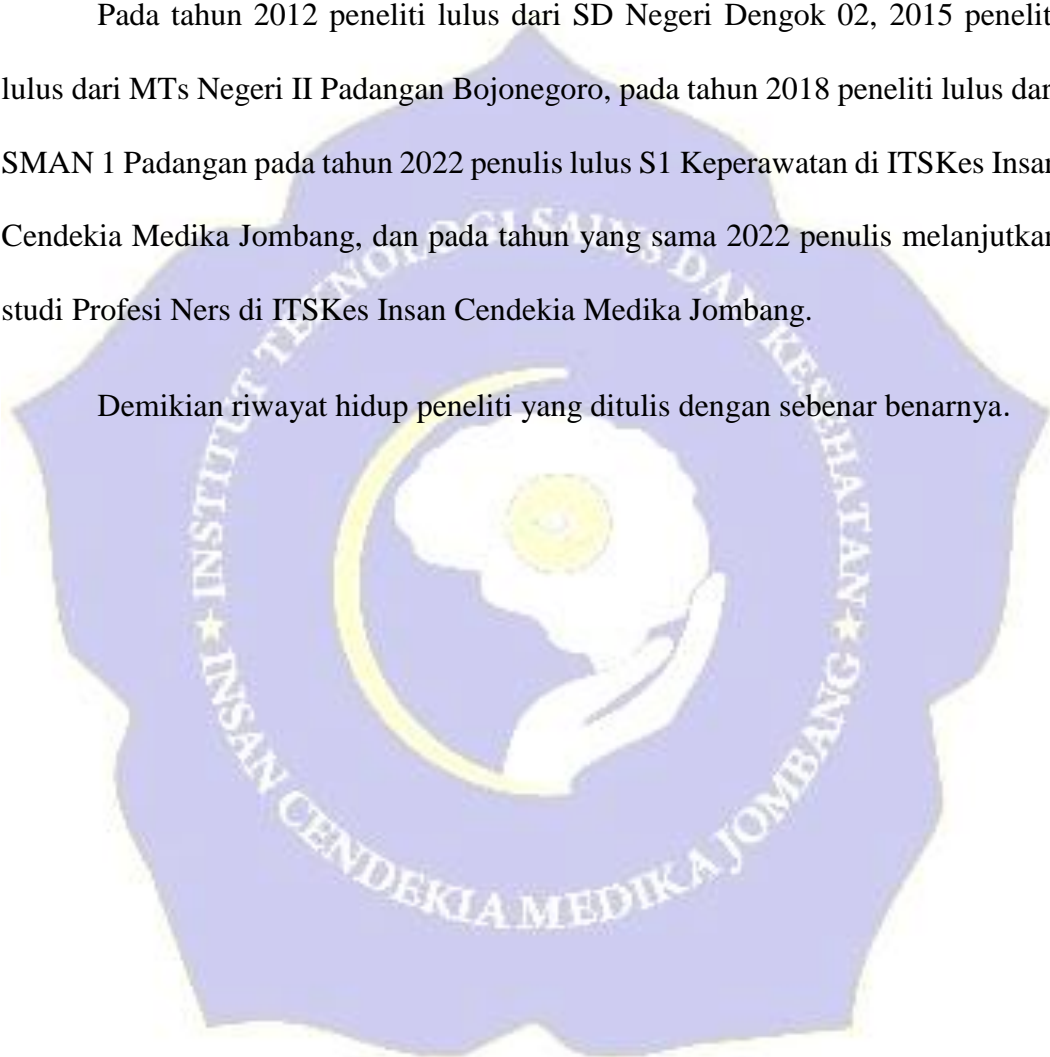 Pada tahun 2012 peneliti lulus dari SD Negeri Dengok 02, 2015 penelit
lulus dari MTs Negeri II Padangan Bojonegoro, pada tahun 2018 peneliti lulus dar
SMAN 1 Padangan pada tahun 2022 penulis lulus S1 Keperawatan di ITSKes Insan
Cendekia Medika Jombang, dan pada tahun yang sama 2022 penulis melanjutkan
studi Profesi Ners di ITSKes Insan Cendekia Medika Jombang.
Demikian riwayat hidup peneliti yang ditulis dengan sebenar benarnya.
INSTITUT TEKNOLOGI SAINS DAN KESEHATAN
★ INSAN CENDEKIA MEDIKA JOMBANG ★